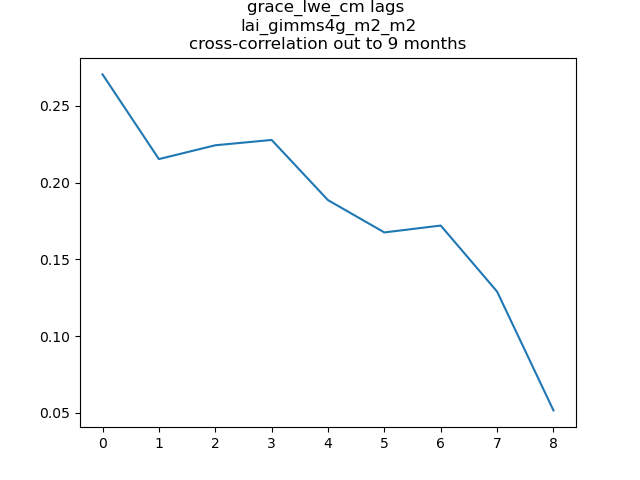 grace_lwe_cm lags
lai_gimms4g_m2_m2
cross-correlation out to 9 months
0.25
0.20
0.15
0.10
0.05
0 1 2 3 4 5 6 7 8